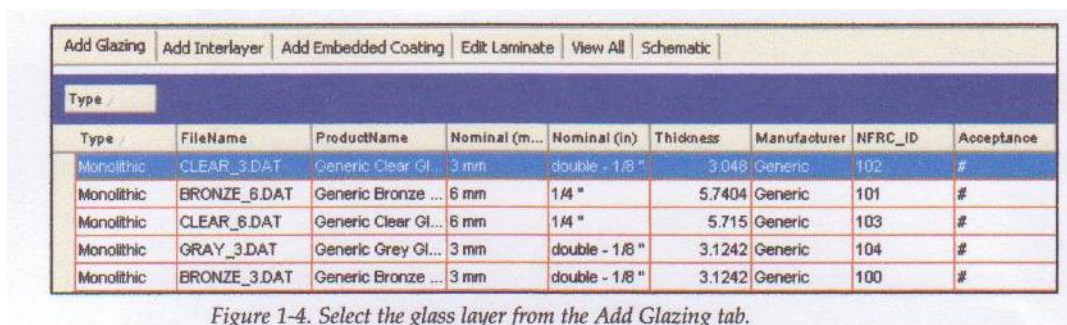 Add Glazing Add Interlayer Add Embedded Coating Edit Laminate View All Schematic
Type
Type FileName ProductName Nominal (m... Nominal (in) Thickness Manufacturer NFRC_ID Acceptance
Monolithic CLEAR_3.DAT Generic Clear Gl... 3 mm double - 1/8 " 3.048 Generic 102 #
Monolithic BRONZE_6.DAT Generic Bronze ... 6 mm 1/4 " 5.7404 Generic 101 #
Monolithic CLEAR_6.DAT Generic Clear Gl... 6 mm 1/4 " 5.715 Generic 103 #
Monolithic GRAY_3.DAT Generic Grey Gl... 3 mm double - 1/8 " 3.1242 Generic 104 #
Monolithic BRONZE_3.DAT Generic Bronze ... 3 mm double - 1/8 " 3.1242 Generic 100 #
Figure 1-4. Select the glass layer from the Add Glazing tab.